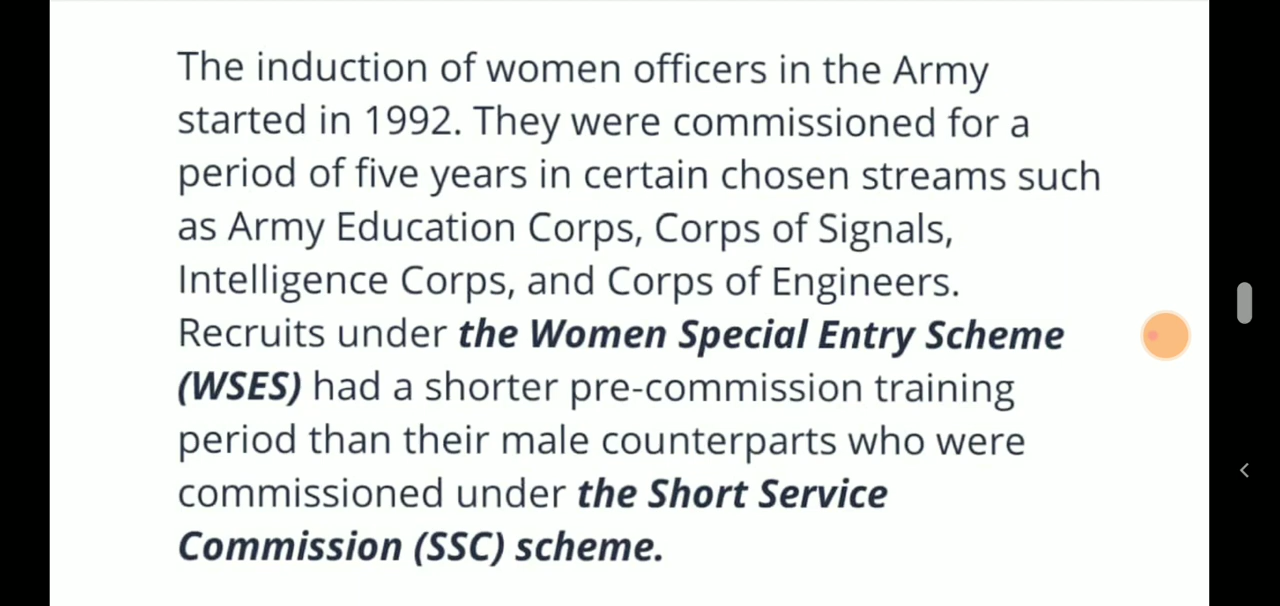 The induction of women officers in the Army
started in 1992. They were commissioned for a
period of five years in certain chosen streams such
as Army Education Corps, Corps of Signals,
Intelligence Corps, and Corps of Engineers.
Recruits under the Women Special Entry Scheme
(WSES) had a shorter pre-commission training
period than their male counterparts who were
commissioned under the Short Service
Commission (SSC) scheme.